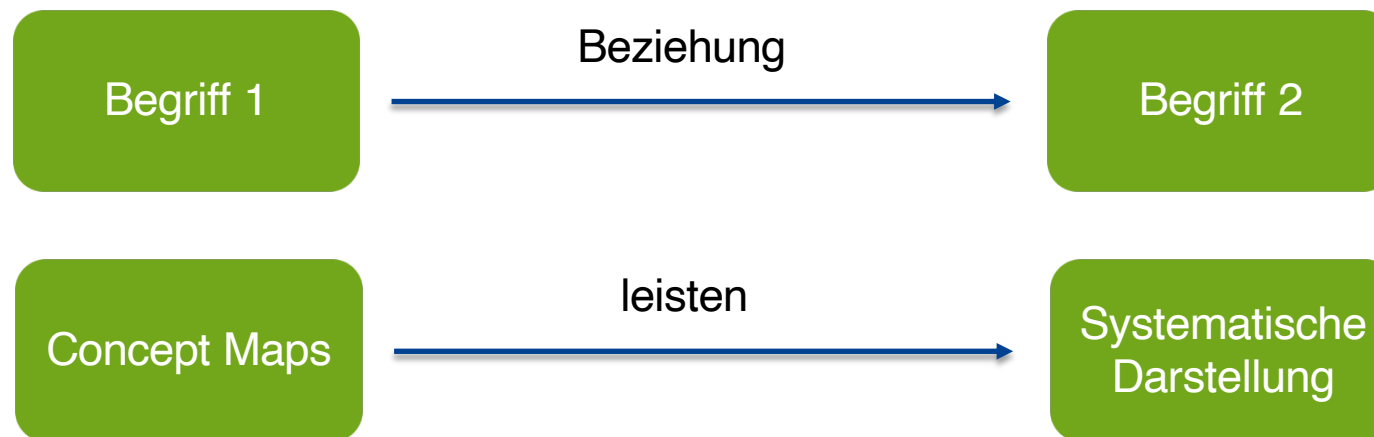 Begriff 1
Beziehung
Begriff 2
Concept Maps
leisten
Systematische
Darstellung